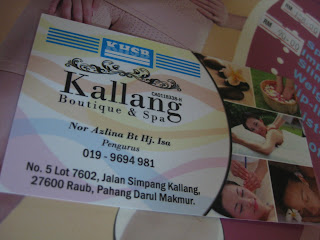 KHSB
Kallang
Boutique & Spa
Nor Azlina Bt Hj. Isa
Pengurus
019 - 9694 981
No. 5 Lot 7602, Jalan Simpang Kallang,
27600 Raub, Pahang Darul Makmur.